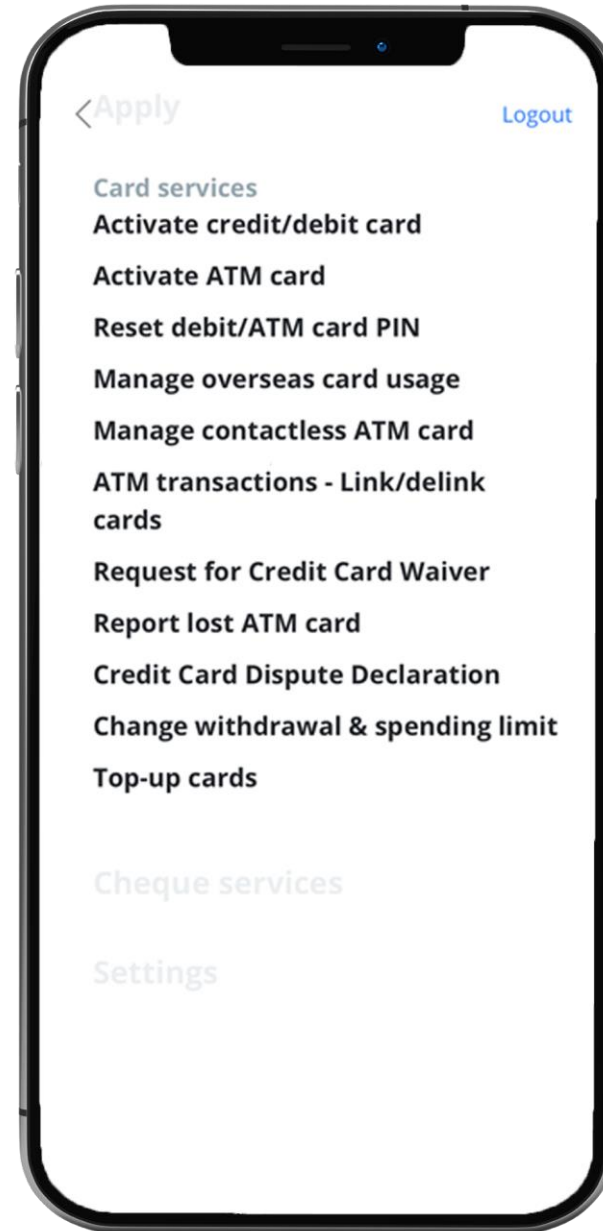 Apply
Logout
Card services
Activate credit/debit card
Activate ATM card
Reset debit/ATM card PIN
Manage overseas card usage
Manage contactless ATM card
ATM transactions - Link/delink
cards
Request for Credit Card Waiver
Report lost ATM card
Credit Card Dispute Declaration
Change withdrawal & spending limit
Top-up cards
Cheque services
Settings